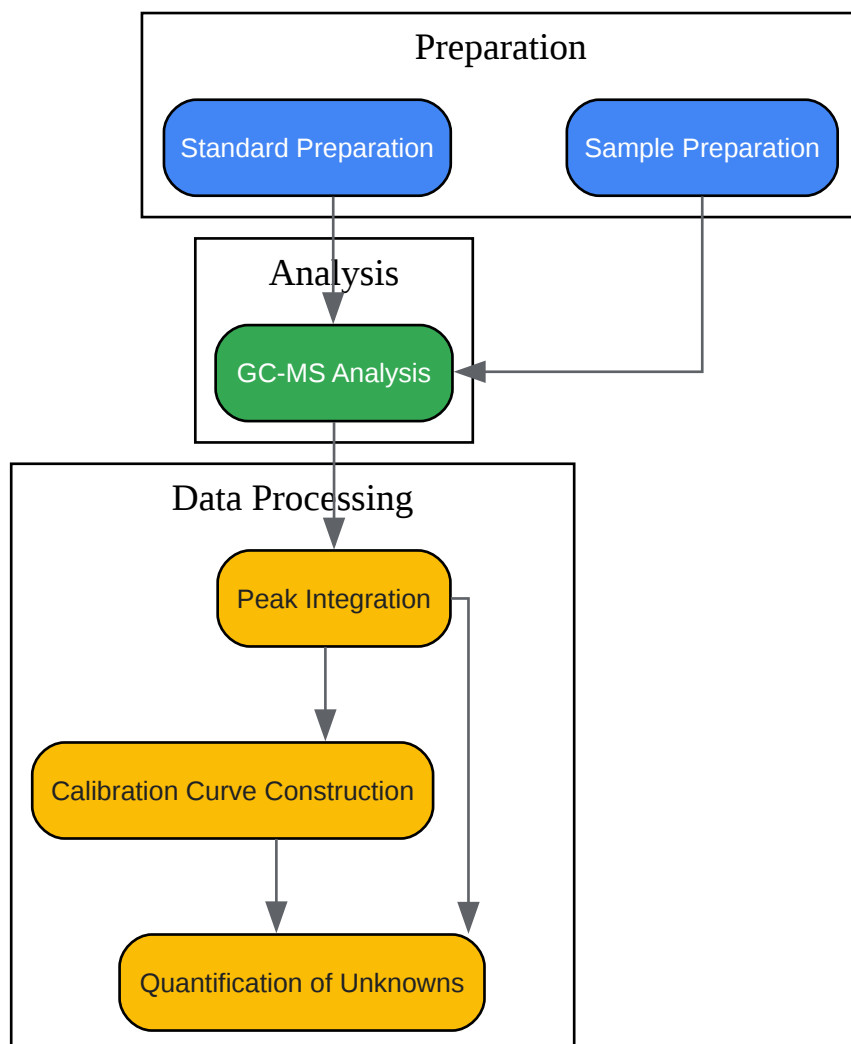 Preparation
Standard Preparation
Sample Preparation
Analysis
GC-MS Analysis
Data Processing
Peak Integration
Calibration Curve Construction
Quantification of Unknowns